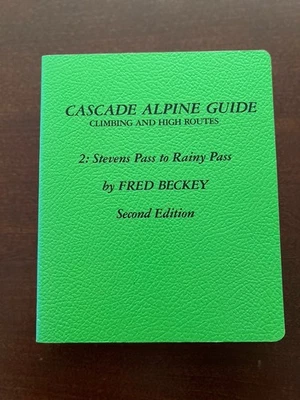 CASCADE ALPINE GUIDE
CLIMBING AND HIGH ROUTES
2: Stevens Pass to Rainy Pass
by FRED BECKEY
Second Edition